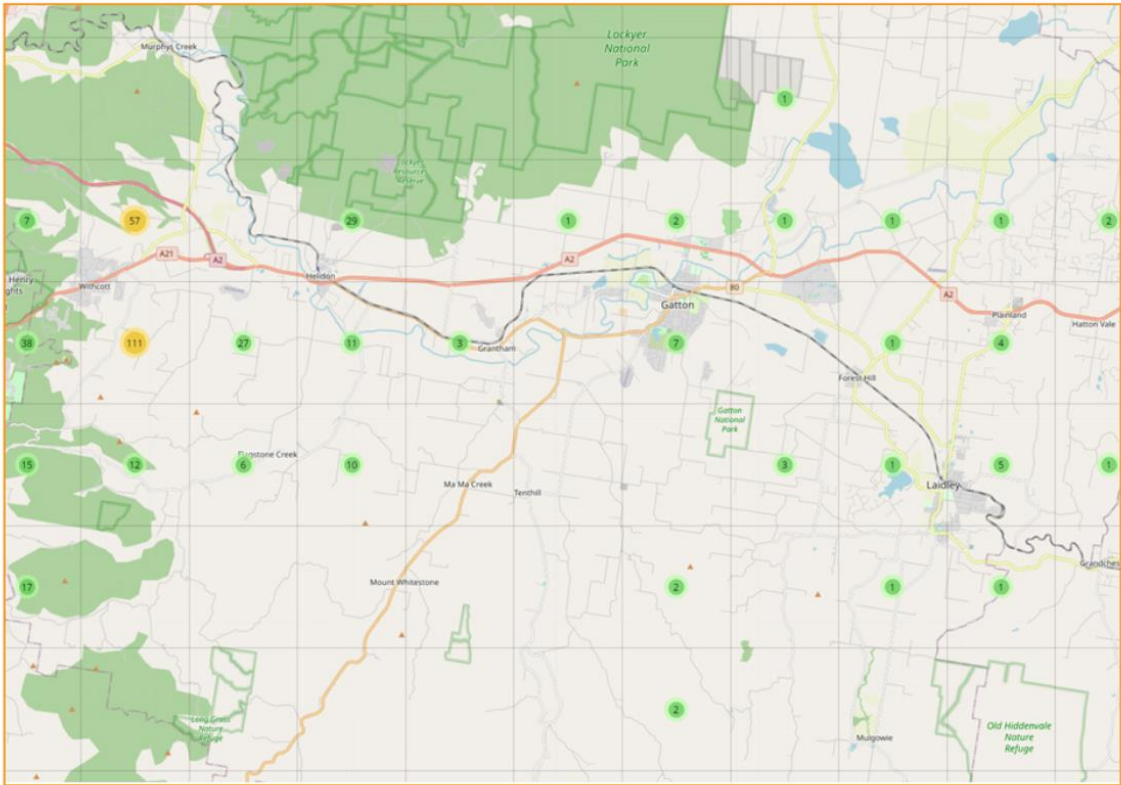 Murphys Creek
Lockyer
National
Park
1
Lockyer
Resource
Reserve
7
57
29
1
2
1
1
1
2
A21
A2
A2
Helidon
Withcott
80
A2
Gatton
Plainland
Hatton Vale
38
111
27
11
3
Grantham
7
1
4
Forest Hill
Gatton
National
Park
15
12
6
Flagstone Creek
10
3
1
5
1
Ma Ma Creek
Tenthill
Laidley
17
Mount Whitestone
2
1
1
Grandches
2
Long Grass
Nature
Refuge
Mulgowie
Old Hiddenvale
Nature
Refuge